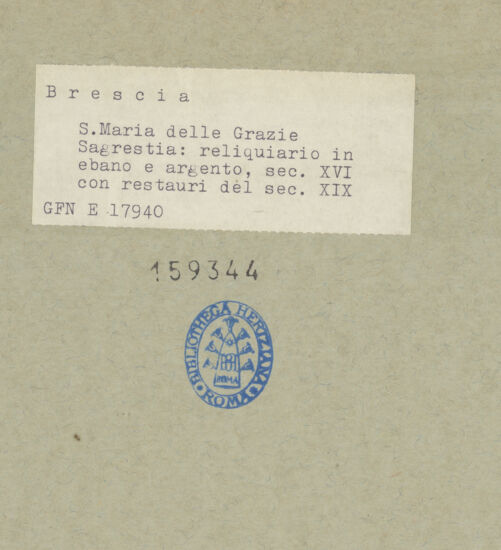 Brescia
S.Maria delle Grazie
Sagrestia: reliquiario in
ebano e argento, sec. XVI
con restauri del sec. XIX
GFN E 17940
159344
BIBLIOTHECA HERTZIANA
ROMA
ROMA